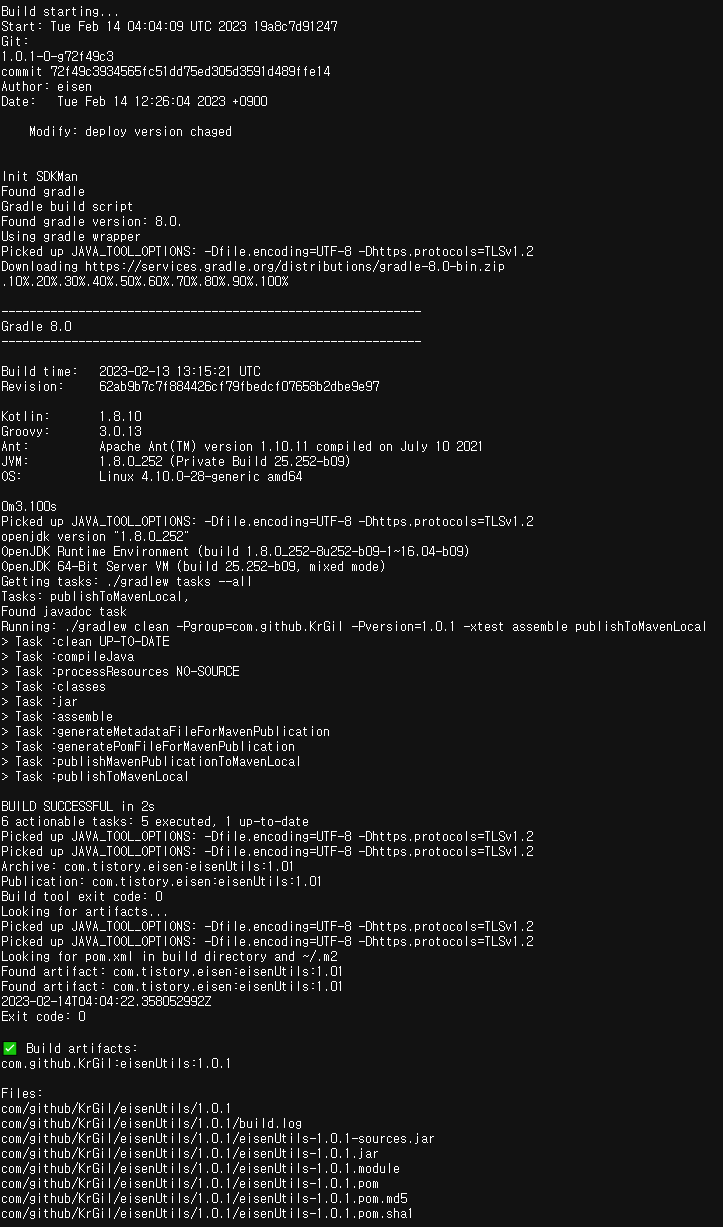 Build starting...
Start: Tue Feb 14 04:04:09 UTC 2023 19a8c7d91247
Git:
1.0.1-0-g72f49c3
commit 72f49c3934565fc51dd75ed305d3591d489ffe14
Author: eisen
Date:   Tue Feb 14 12:26:04 2023 +0900
    Modify: deploy version chaged
Init SDKMan
Found gradle
Gradle build script
Found gradle version: 8.0.
Using gradle wrapper
Picked up JAVA_TOOL_OPTIONS: -Dfile.encoding=UTF-8 -Dhttps.protocols=TLSv1.2
Downloading https://services.gradle.org/distributions/gradle-8.0-bin.zip
.10%.20%.30%.40%.50%.60%.70%.80%.90%.100%
------------------------------------------------------------
Gradle 8.0
------------------------------------------------------------
Build time:   2023-02-13 13:15:21 UTC
Revision:     62ab9b7c7f884426cf79fbedcf07658b2dbe9e97
Kotlin:       1.8.10
Groovy:       3.0.13
Ant:          Apache Ant(TM) version 1.10.11 compiled on July 10 2021
JVM:          1.8.0_252 (Private Build 25.252-b09)
OS:           Linux 4.10.0-28-generic amd64
0m3.100s
Picked up JAVA_TOOL_OPTIONS: -Dfile.encoding=UTF-8 -Dhttps.protocols=TLSv1.2
openjdk version "1.8.0_252"
OpenJDK Runtime Environment (build 1.8.0_252-8u252-b09-1~16.04-b09)
OpenJDK 64-Bit Server VM (build 25.252-b09, mixed mode)
Getting tasks: ./gradlew tasks --all
Tasks: publishToMavenLocal,
Found javadoc task
Running: ./gradlew clean -Pgroup=com.github.KrGil -Pversion=1.0.1 -xtest assemble publishToMavenLocal
> Task :clean UP-TO-DATE
> Task :compileJava
> Task :processResources NO-SOURCE
> Task :classes
> Task :jar
> Task :assemble
> Task :generateMetadataFileForMavenPublication
> Task :generatePomFileForMavenPublication
> Task :publishMavenPublicationToMavenLocal
> Task :publishToMavenLocal
BUILD SUCCESSFUL in 2s
6 actionable tasks: 5 executed, 1 up-to-date
Picked up JAVA_TOOL_OPTIONS: -Dfile.encoding=UTF-8 -Dhttps.protocols=TLSv1.2
Picked up JAVA_TOOL_OPTIONS: -Dfile.encoding=UTF-8 -Dhttps.protocols=TLSv1.2
Archive: com.tistory.eisen:eisenUtils:1.01
Publication: com.tistory.eisen:eisenUtils:1.01
Build tool exit code: 0
Looking for artifacts...
Picked up JAVA_TOOL_OPTIONS: -Dfile.encoding=UTF-8 -Dhttps.protocols=TLSv1.2
Picked up JAVA_TOOL_OPTIONS: -Dfile.encoding=UTF-8 -Dhttps.protocols=TLSv1.2
Looking for pom.xml in build directory and ~/.m2
Found artifact: com.tistory.eisen:eisenUtils:1.01
Found artifact: com.tistory.eisen:eisenUtils:1.01
2023-02-14T04:04:22.358052992Z
Exit code: 0
✅ Build artifacts:
com.github.KrGil:eisenUtils:1.0.1
Files:
com/github/KrGil/eisenUtils/1.0.1
com/github/KrGil/eisenUtils/1.0.1/build.log
com/github/KrGil/eisenUtils/1.0.1/eisenUtils-1.0.1-sources.jar
com/github/KrGil/eisenUtils/1.0.1/eisenUtils-1.0.1.jar
com/github/KrGil/eisenUtils/1.0.1/eisenUtils-1.0.1.module
com/github/KrGil/eisenUtils/1.0.1/eisenUtils-1.0.1.pom
com/github/KrGil/eisenUtils/1.0.1/eisenUtils-1.0.1.pom.md5
com/github/KrGil/eisenUtils/1.0.1/eisenUtils-1.0.1.pom.sha1